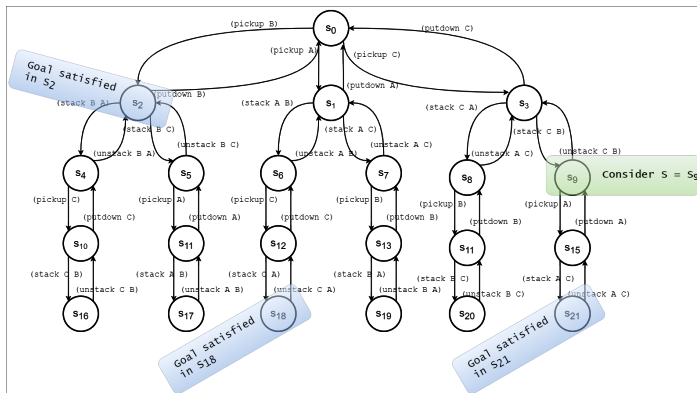 (pickup B)
S0
(putdown C)
(pickup A)
(pickup C)
Goal satisfied
in S2
(putdown B)
(putdown A)
S2
S1
S3
(stack B A)
(stack A B)
(stack C A)
(stack B C)
(stack A C)
(stack C B)
(unstack B A)
(unstack B C)
(unstack A B)
(unstack A C)
(unstack A C)
(unstack C B)
S4
S5
S6
S7
S8
S9
Consider S = S9
(pickup C)
(pickup A)
(pickup C)
(pickup B)
(pickup B)
(pickup A)
(putdown C)
(putdown A)
(putdown C)
(putdown B)
(putdown B)
(putdown A)
S10
S11
S12
S13
S11
S15
(stack C B)
(stack A B)
(stack C A)
(stack B A)
(stack B C)
(stack A C)
(unstack C B)
(unstack A B)
(unstack C A)
(unstack B A)
(unstack B C)
(unstack A C)
S16
S17
S18
S19
S20
S21
Goal satisfied
in S18
Goal satisfied
in S21